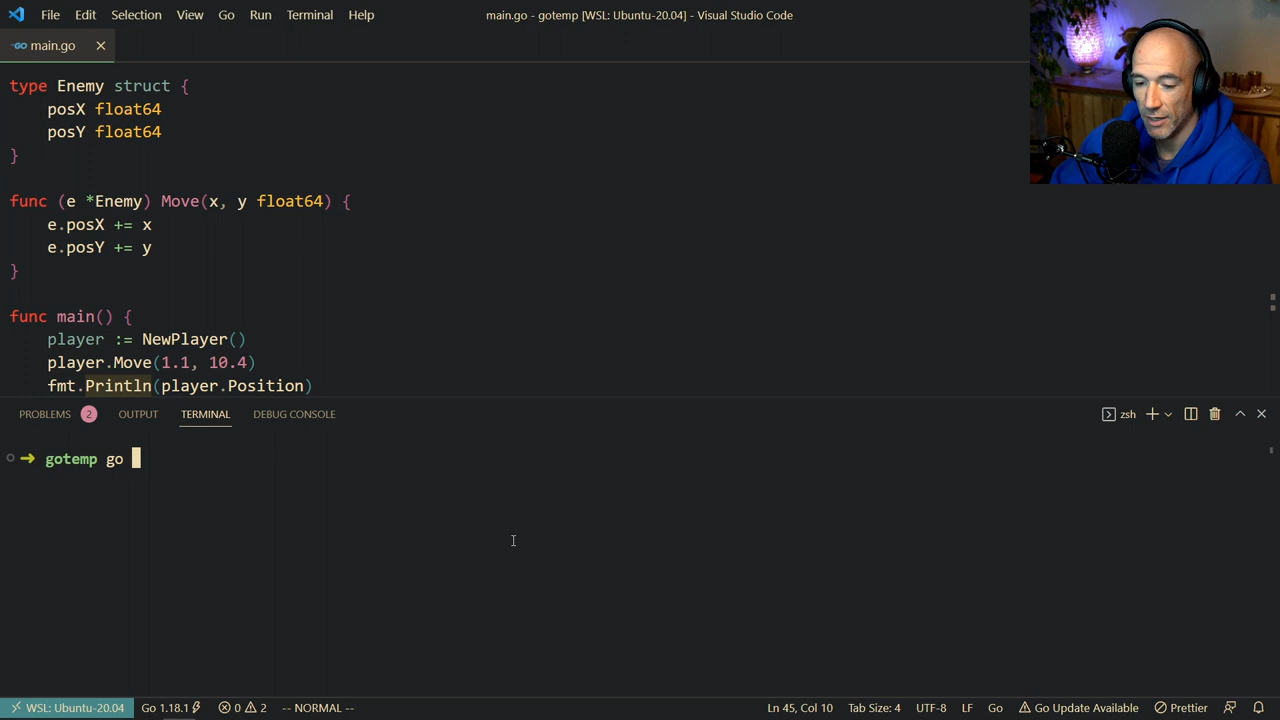 File Edit Selection View Go Run Terminal Help
main.go - gotemp [WSL: Ubuntu-20.04] - Visual Studio Code
main.go
type Enemy struct {
posX float64
posY float64
}
func (e *Enemy) Move(x, y float64) {
e.posX += x
e.posY += y
}
func main() {
player := NewPlayer()
player.Move(1.1, 10.4)
fmt.Println(player.Position)
PROBLEMS 2 OUTPUT TERMINAL DEBUG CONSOLE
zsh
gotemp go
WSL: Ubuntu-20.04 Go 1.18.1 0 2 -- NORMAL -- Ln 45, Col 10 Tab Size: 4 UTF-8 LF Go Go Update Available Prettier